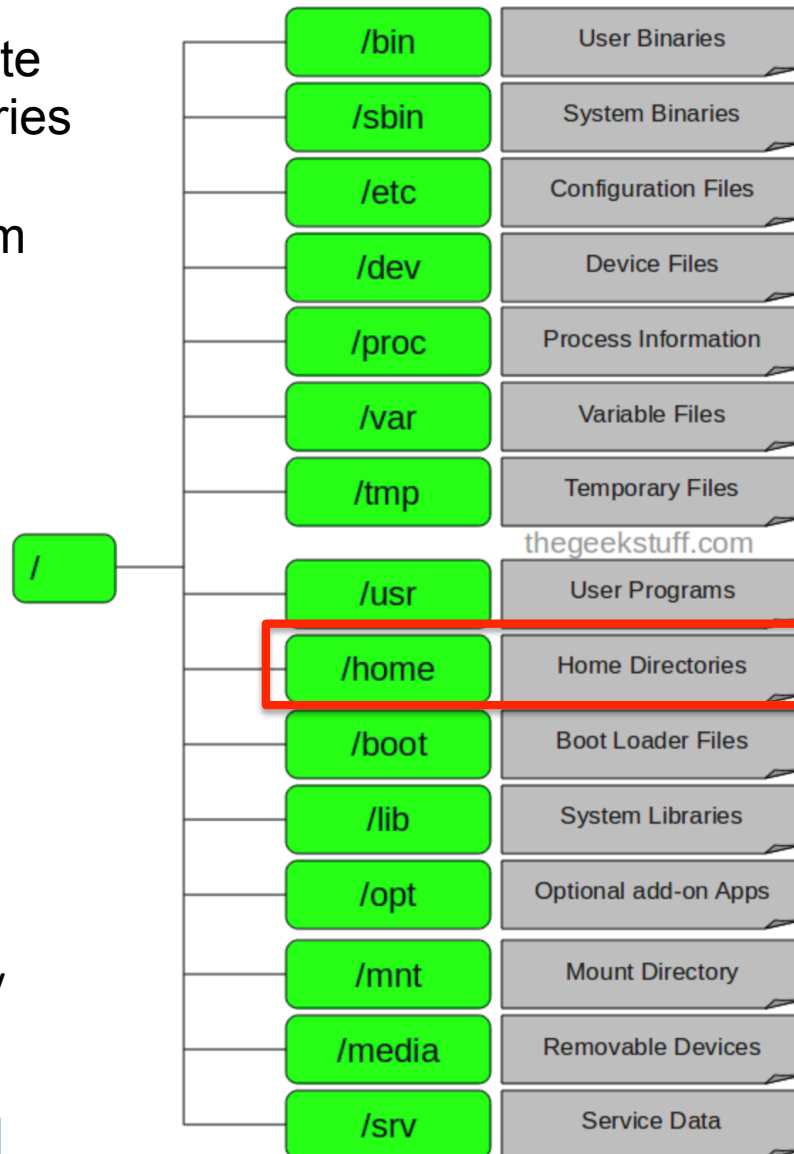 te
ries
m
/
y
/bin User Binaries
/sbin System Binaries
/etc Configuration Files
/dev Device Files
/proc Process Information
/var Variable Files
/tmp Temporary Files
thegeekstuff.com
/usr User Programs
/home Home Directories
/boot Boot Loader Files
/lib System Libraries
/opt Optional add-on Apps
/mnt Mount Directory
/media Removable Devices
/srv Service Data